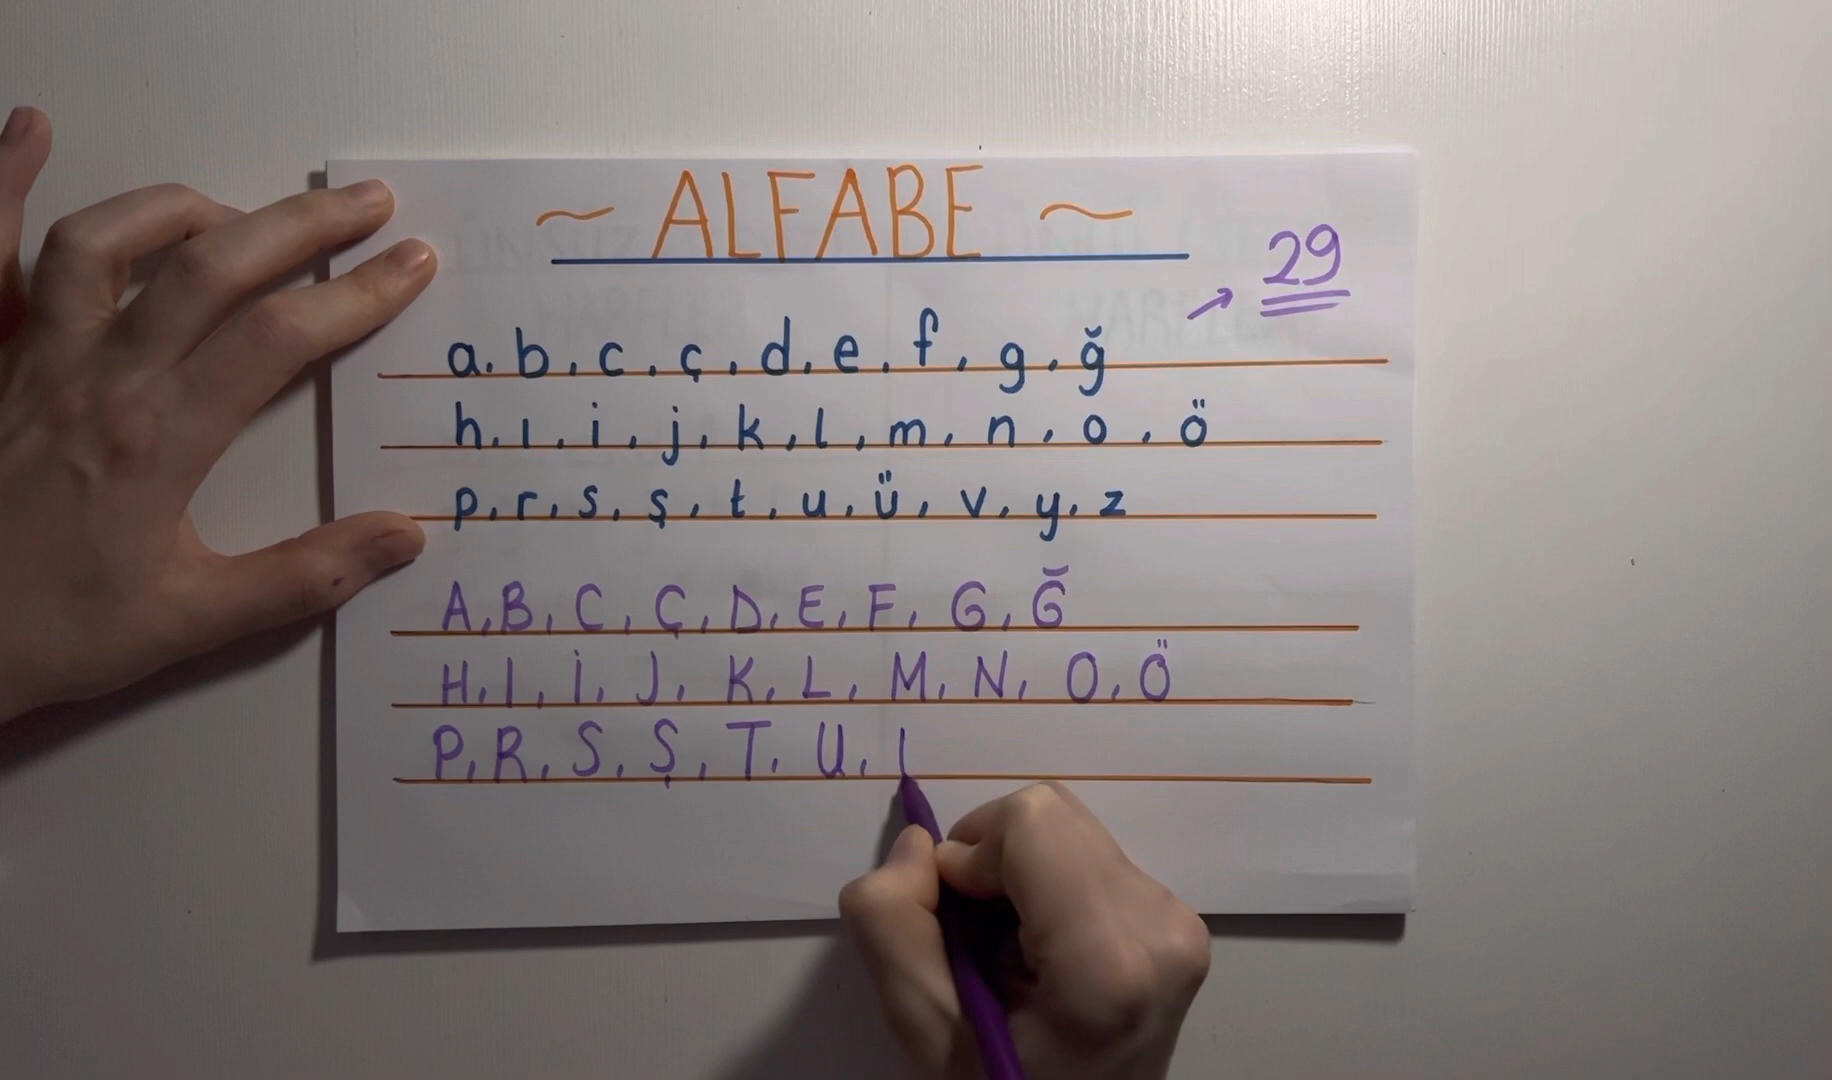 ~ ALFABE ~
29
a, b, c, ç, d, e, f, g, ğ
h, ı, i, j, k, l, m, n, o, ö
p, r, s, ş, t, u, ü, v, y, z
A, B, C, Ç, D, E, F, G, Ğ
H, I, İ, J, K, L, M, N, O, Ö
P, R, S, Ş, T, U,